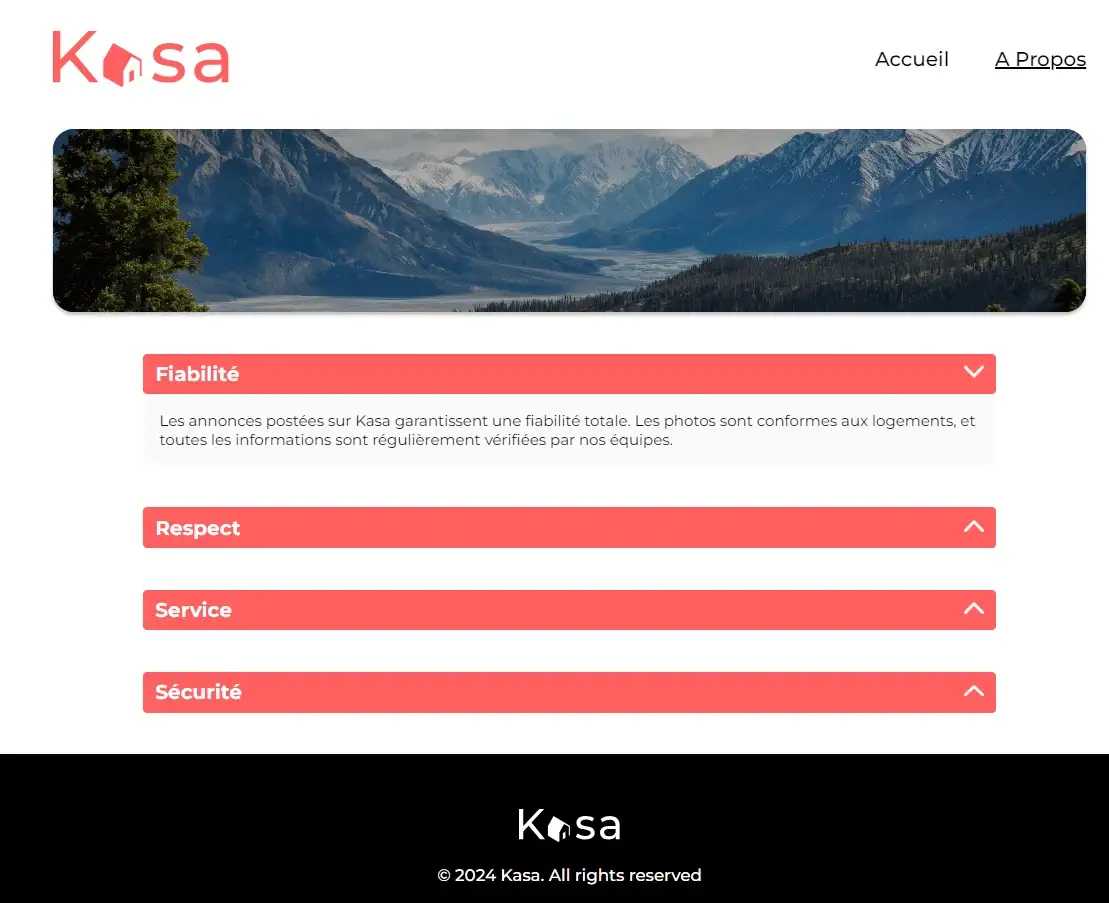 Kasa
Accueil
A Propos
Fiabilité
Les annonces postées sur Kasa garantissent une fiabilité totale. Les photos sont conformes aux logements, et
toutes les informations sont régulièrement vérifiées par nos équipes.
Respect
Service
Sécurité
Kasa
© 2024 Kasa. All rights reserved